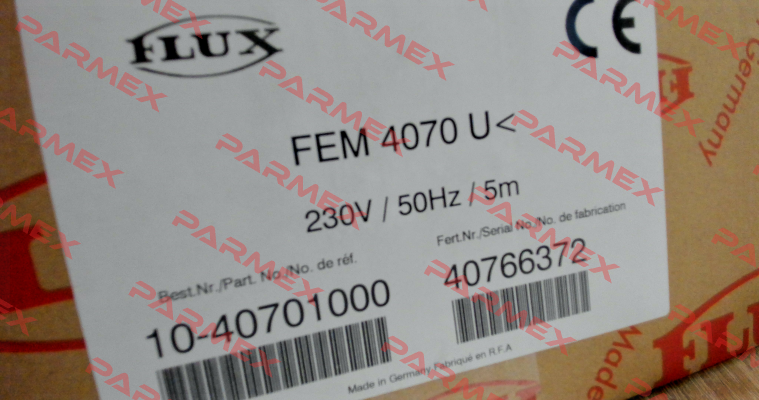 FLUX
CE
FEM 4070 U<
230V / 50Hz / 5m
Best.Nr./Part. No./No. de réf.
Fert.Nr./Serial No./No. de fabrication
10-40701000
40766372
Made in Germany Fabriqué en R.F.A
Germany
FLUX
Made
PARMEX